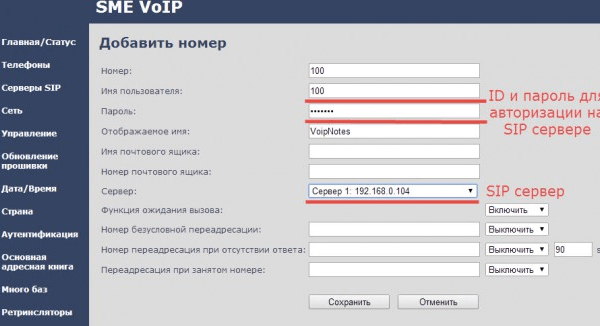 SME VoIP
Главная/Статус
Телефоны
Серверы SIP
Сеть
Управление
Обновление
прошивки
Дата/Время
Страна
Аутентификация
Основная
адресная книга
Много баз
Ретринсляторы
Добавить номер
Номер: 100
Имя пользователя: 100
Пароль: •••••••
Отображаемое имя: VoipNotes
Имя почтового ящика:
Номер почтового ящика:
Сервер: Сервер 1: 192.168.0.104
Функция ожидания вызова: Включить
Номер безусловной переадресации: Выключить
Номер переадресация при отсутствии ответа: Выключить 90 s
Переадресация при занятом номере: Выключить
Сохранить Отменить
ID и пароль для
авторизации на
SIP сервере
SIP сервер